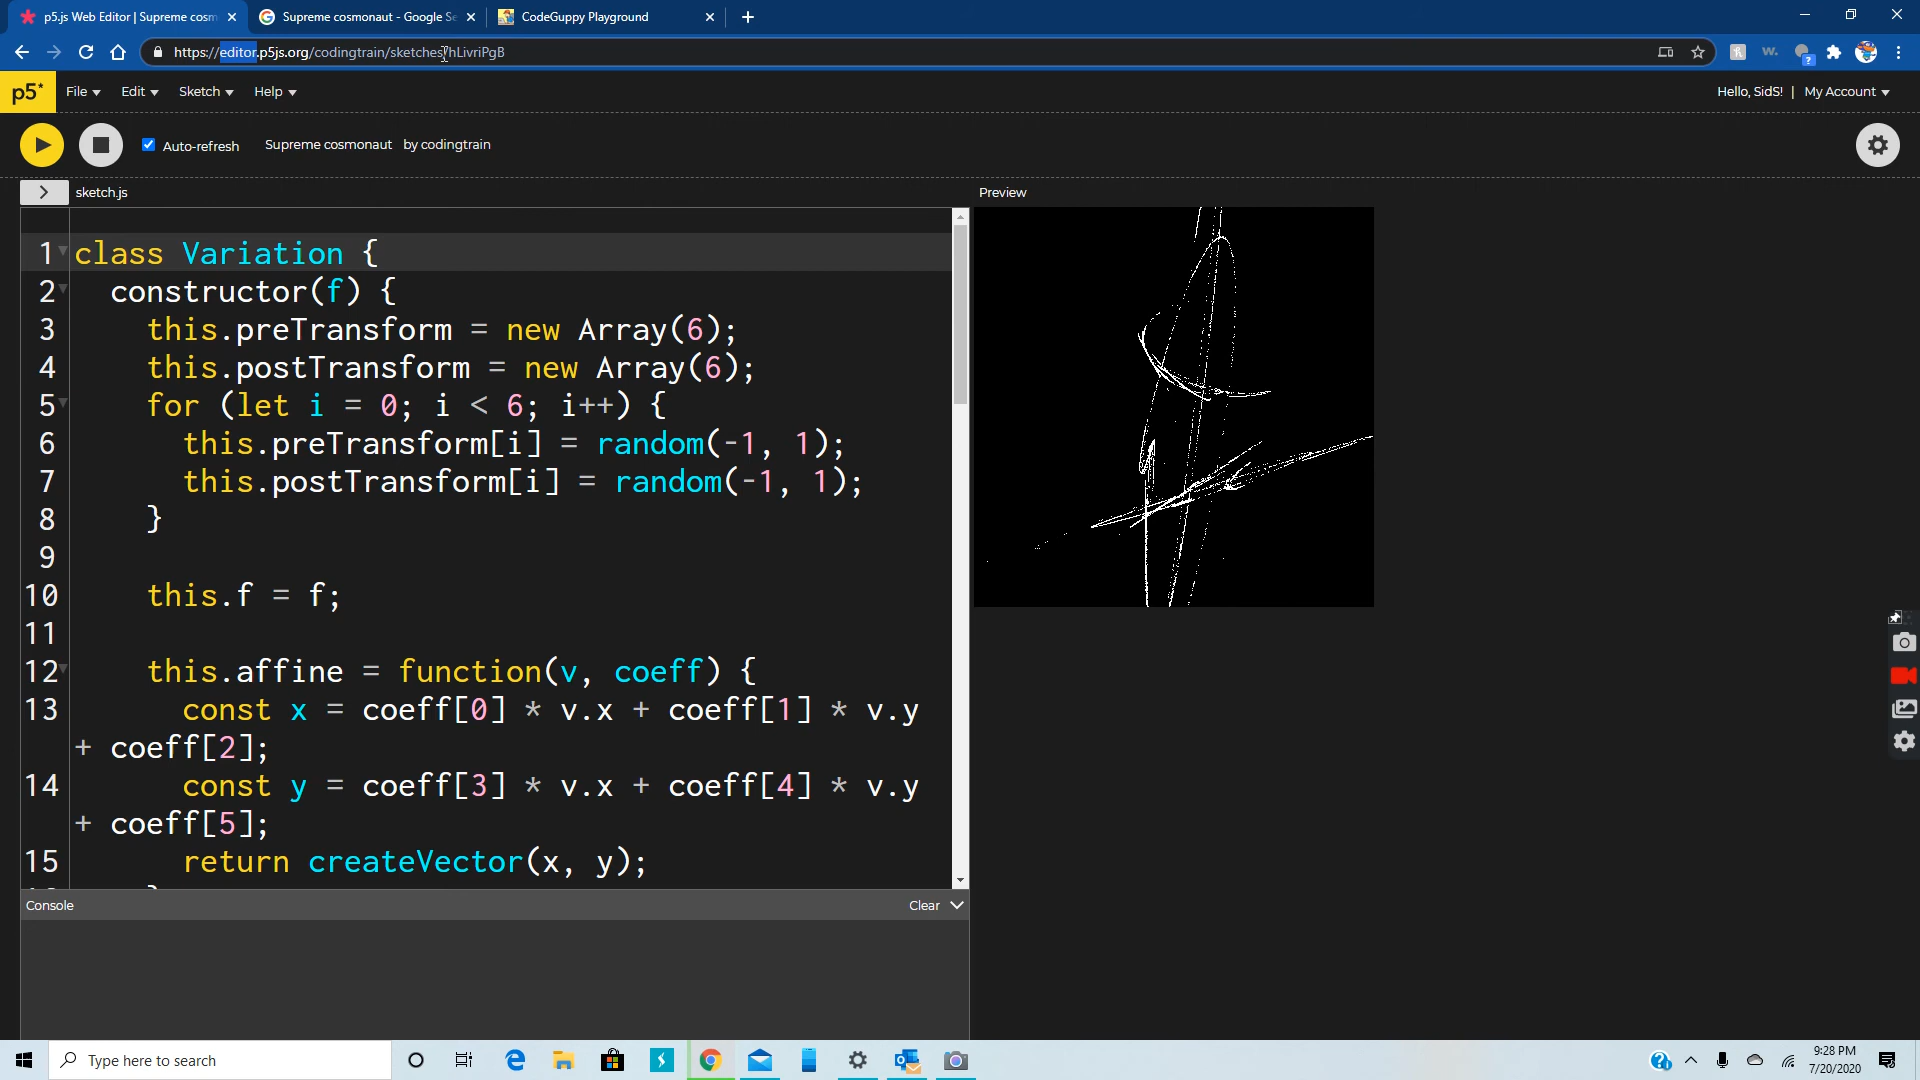 p5.js Web Editor | Supreme cosm
Supreme cosmonaut - Google Se
CodeGuppy Playground
https://editor.p5js.org/codingtrain/sketches/hLivriPgB
p5*
File
Edit
Sketch
Help
Hello, SidS! | My Account
Auto-refresh
Supreme cosmonaut by codingtrain
sketch.js
Preview
1 class Variation {
2 constructor(f) {
3 this.preTransform = new Array(6);
4 this.postTransform = new Array(6);
5 for (let i = 0; i < 6; i++) {
6 this.preTransform[i] = random(-1, 1);
7 this.postTransform[i] = random(-1, 1);
8 }
9
10 this.f = f;
11
12 this.affine = function(v, coeff) {
13 const x = coeff[0] * v.x + coeff[1] * v.y
+ coeff[2];
14 const y = coeff[3] * v.x + coeff[4] * v.y
+ coeff[5];
15 return createVector(x, y);
Console
Clear
Type here to search
9:28 PM
7/20/2020